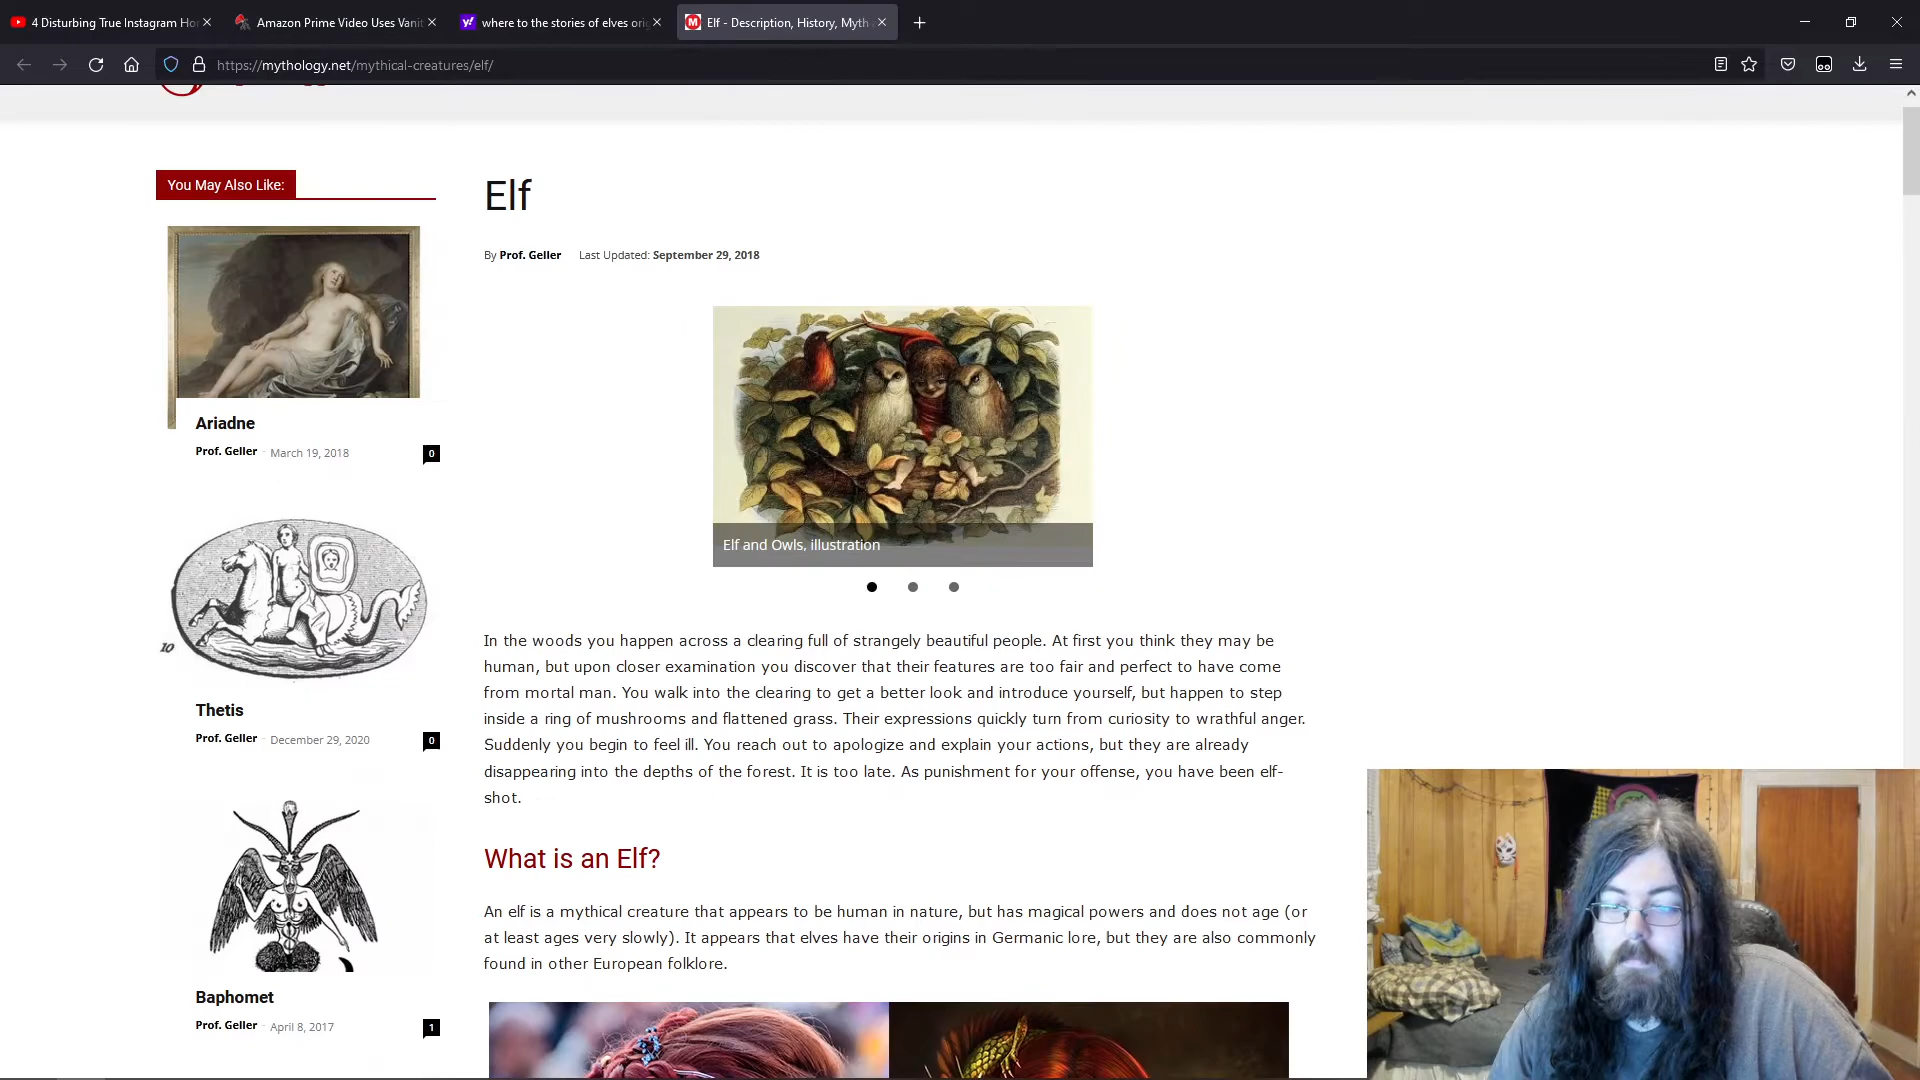 4 Disturbing True Instagram Ho
Amazon Prime Video Uses Vani
where to the stories of elves ori
Elf - Description, History, Myth
https://mythology.net/mythical-creatures/elf/
You May Also Like:
Ariadne
Prof. Geller - March 19, 2018
0
10
Thetis
Prof. Geller - December 29, 2020
0
Baphomet
Prof. Geller - April 8, 2017
1
Elf
By Prof. Geller Last Updated: September 29, 2018
Elf and Owls, illustration
In the woods you happen across a clearing full of strangely beautiful people. At first you think they may be
human, but upon closer examination you discover that their features are too fair and perfect to have come
from mortal man. You walk into the clearing to get a better look and introduce yourself, but happen to step
inside a ring of mushrooms and flattened grass. Their expressions quickly turn from curiosity to wrathful anger.
Suddenly you begin to feel ill. You reach out to apologize and explain your actions, but they are already
disappearing into the depths of the forest. It is too late. As punishment for your offense, you have been elf-
shot.
What is an Elf?
An elf is a mythical creature that appears to be human in nature, but has magical powers and does not age (or
at least ages very slowly). It appears that elves have their origins in Germanic lore, but they are also commonly
found in other European folklore.